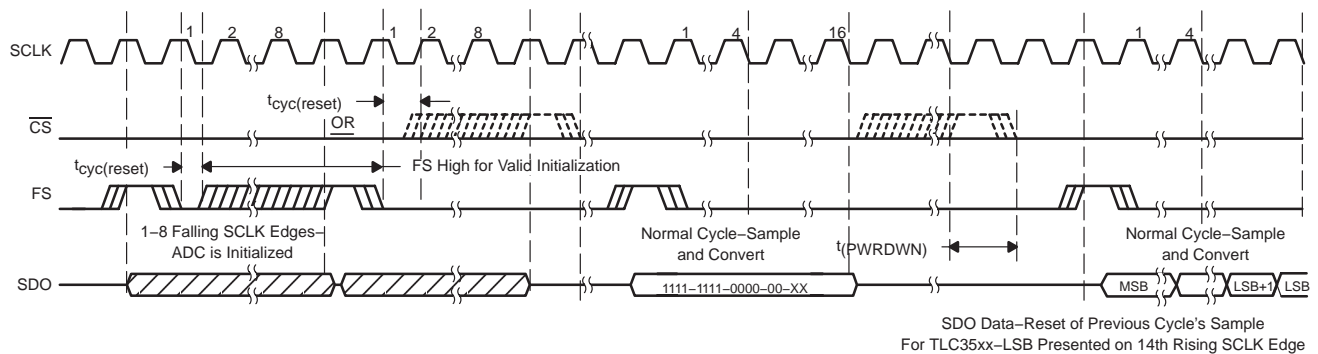 SCLK
1 2 8 1 2 8 1 4 16 1 4
tcyc(reset)
CS
OR
tcyc(reset)
FS High for Valid Initialization
FS
1–8 Falling SCLK Edges–
ADC is Initialized
Normal Cycle–Sample
and Convert
t(PWRDWN)
Normal Cycle–Sample
and Convert
SDO
1111–1111–0000–00–XX
MSB
LSB+1
LSB
SDO Data–Reset of Previous Cycle's Sample
For TLC35xx–LSB Presented on 14th Rising SCLK Edge